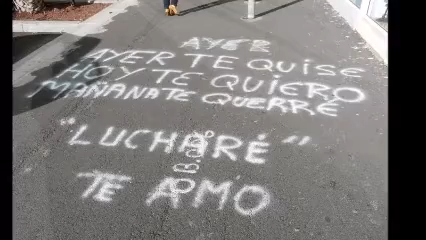 AYER
AYER TE QUISE
HOY TE QUIERO
MAÑANA TE QUERRÉ
"LUCHARÉ"
TE AMO